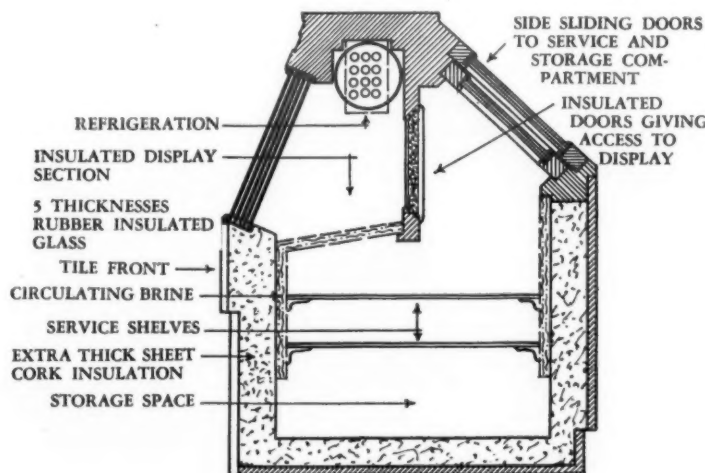 SIDE SLIDING DOORS
TO SERVICE AND
STORAGE COM-
PARTMENT
INSULATED
DOORS GIVING
ACCESS TO
DISPLAY
REFRIGERATION
INSULATED DISPLAY
SECTION
5 THICKNESSES
RUBBER INSULATED
GLASS
TILE FRONT
CIRCULATING BRINE
SERVICE SHELVES
EXTRA THICK SHEET
CORK INSULATION
STORAGE SPACE